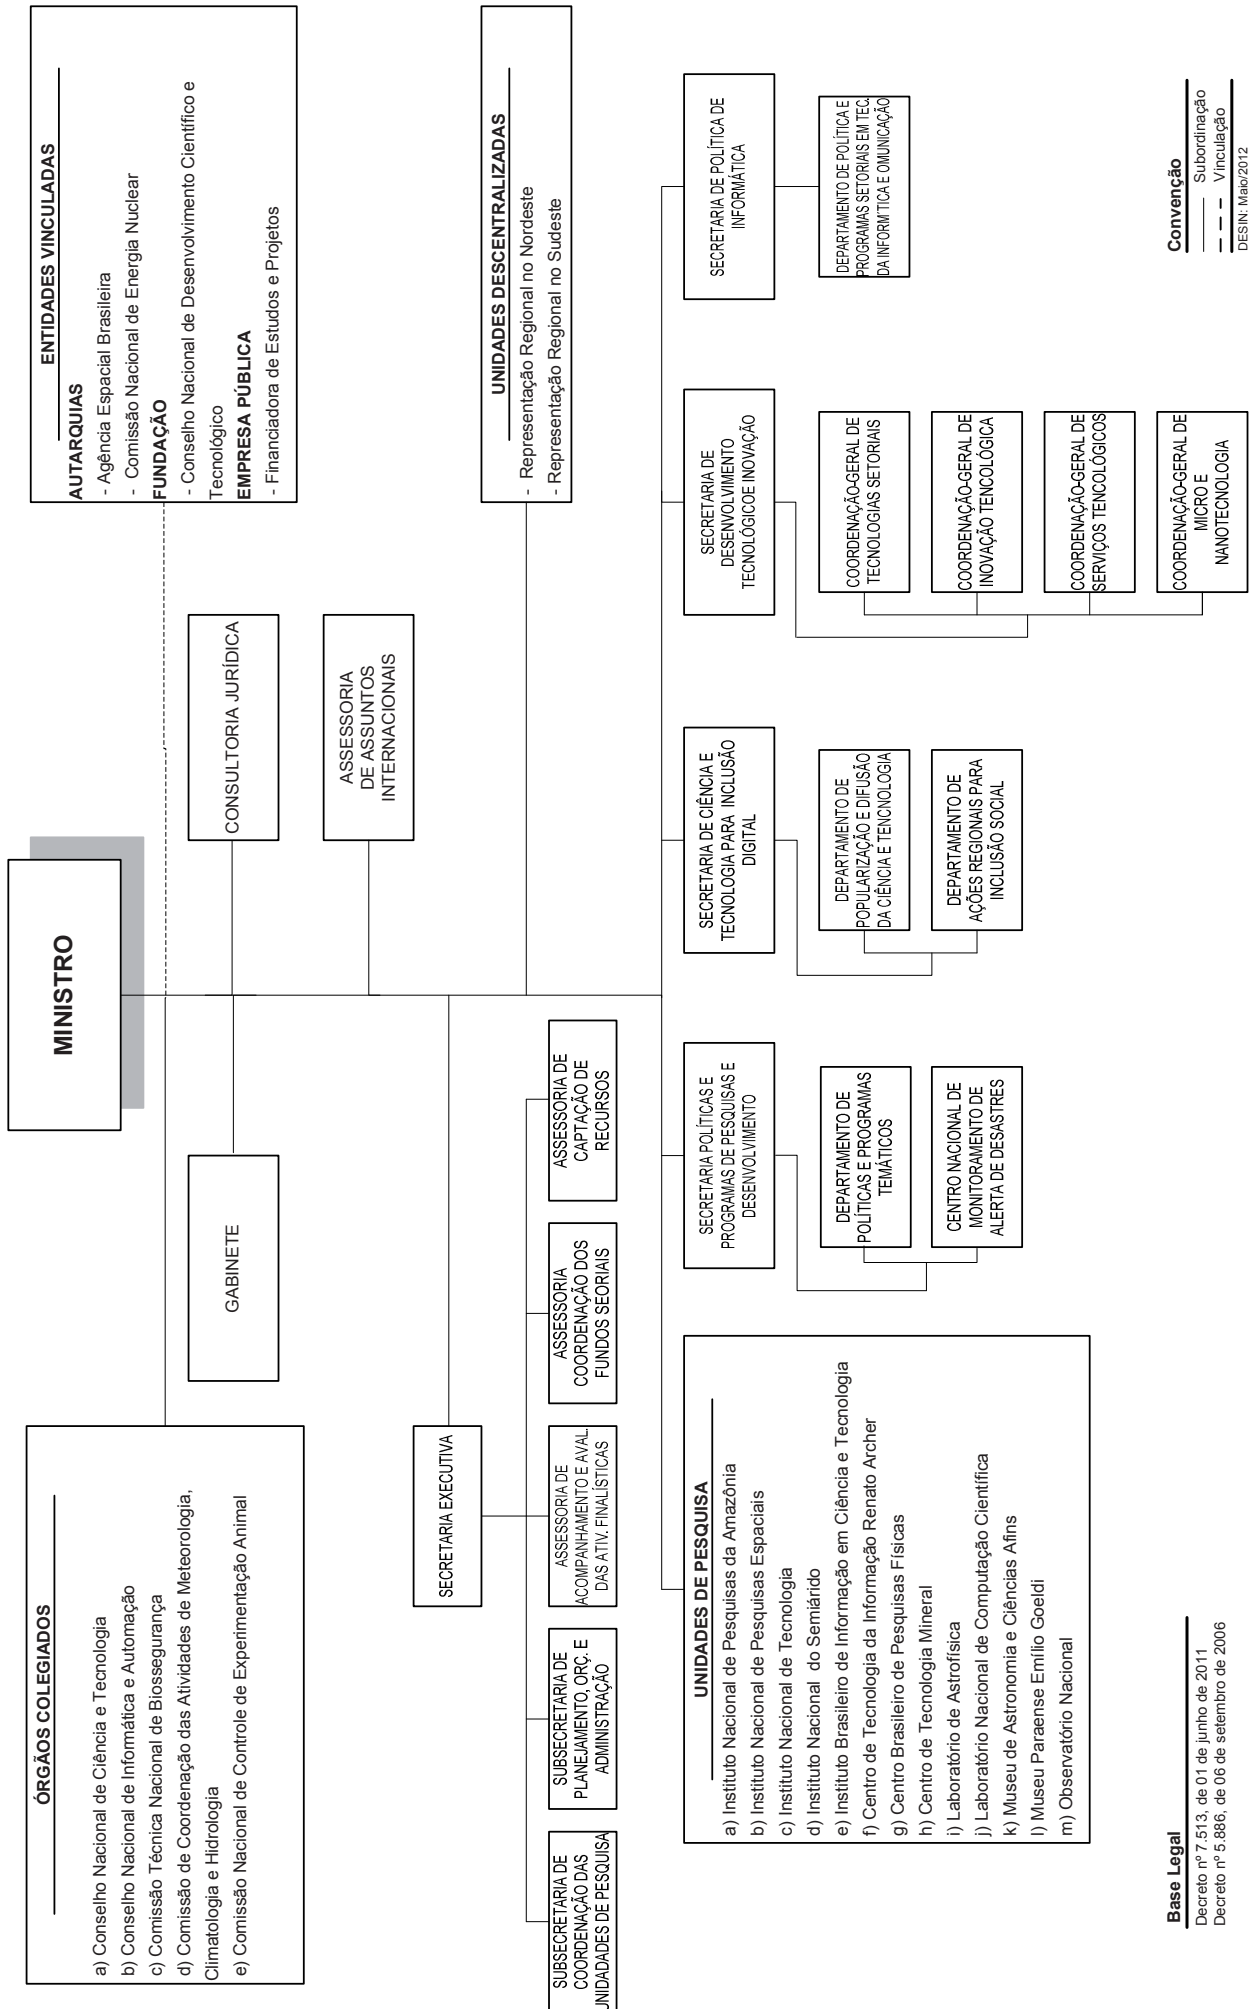 MINISTRO
ÓRGÃOS COLEGIADOS
a) Conselho Nacional de Ciência e Tecnologia
b) Conselho Nacional de Informática e Automação
c) Comissão Técnica Nacional de Biossegurança
d) Comissão de Coordenação das Atividades de Meteorologia,
Climatologia e Hidrologia
e) Comissão Nacional de Controle de Experimentação Animal
GABINETE
CONSULTORIA JURÍDICA
ASSESSORIA
DE ASSUNTOS
INTERNACIONAIS
ENTIDADES VINCULADAS
AUTARQUIAS
- Agência Espacial Brasileira
- Comissão Nacional de Energia Nuclear
FUNDAÇÃO
- Conselho Nacional de Desenvolvimento Científico e
Tecnológico
EMPRESA PÚBLICA
- Financiadora de Estudos e Projetos
SECRETARIA EXECUTIVA
UNIDADES DESCENTRALIZADAS
- Representação Regional no Nordeste
- Representação Regional no Sudeste
SUBSECRETARIA DE
COORDENAÇÃO DAS
UNIDADADES DE PESQUISA
SUBSECRETARIA DE
PLANEJAMENTO, ORÇ. E
ADMINISTRAÇÃO
ASSESSORIA DE
ACOMPANHAMENTO E AVAL.
DAS ATIV. FINALÍSTICAS
ASSESSORIA
COORDENAÇÃO DOS
FUNDOS SEORIAIS
ASSESSORIA DE
CAPTAÇÃO DE
RECURSOS
UNIDADES DE PESQUISA
a) Instituto Nacional de Pesquisas da Amazônia
b) Instituto Nacional de Pesquisas Espaciais
c) Instituto Nacional de Tecnologia
d) Instituto Nacional do Semiárido
e) Instituto Brasileiro de Informação em Ciência e Tecnologia
f) Centro de Tecnologia da Informação Renato Archer
g) Centro Brasileiro de Pesquisas Físicas
h) Centro de Tecnologia Mineral
i) Laboratório de Astrofísica
j) Laboratório Nacional de Computação Científica
k) Museu de Astronomia e Ciências Afins
l) Museu Paraense Emílio Goeldi
m) Observatório Nacional
SECRETARIA POLÍTICAS E
PROGRAMAS DE PESQUISAS E
DESENVOLVIMENTO
DEPARTAMENTO DE
POLÍTICAS E PROGRAMAS
TEMÁTICOS
CENTRO NACIONAL DE
MONITORAMENTO DE
ALERTA DE DESASTRES
SECRETARIA DE CIÊNCIA E
TECNOLOGIA PARA INCLUSÃO
DIGITAL
DEPARTAMENTO DE
POPULARIZAÇÃO E DIFUSÃO
DA CIÊNCIA E TENCNOLOGIA
DEPARTAMENTO DE
AÇÕES REGIONAIS PARA
INCLUSÃO SOCIAL
SECRETARIA DE
DESENVOLVIMENTO
TECNOLÓGICOE INOVAÇÃO
COORDENAÇÃO-GERAL DE
TECNOLOGIAS SETORIAIS
COORDENAÇÃO-GERAL DE
INOVAÇÃO TENCOLÓGICA
COORDENAÇÃO-GERAL DE
SERVIÇOS TENCOLÓGICOS
COORDENAÇÃO-GERAL DE
MICRO E
NANOTECNOLOGIA
SECRETARIA DE POLÍTICA DE
INFORMÁTICA
DEPARTAMENTO DE POLÍTICA E
PROGRAMAS SETORIAIS EM TEC.
DA INFORM´TICA E OMUNICAÇÃO
Base Legal
Decreto nº 7.513, de 01 de junho de 2011
Decreto nº 5.886, de 06 de setembro de 2006
Convenção
Subordinação
Vinculação
DESIN: Maio/2012